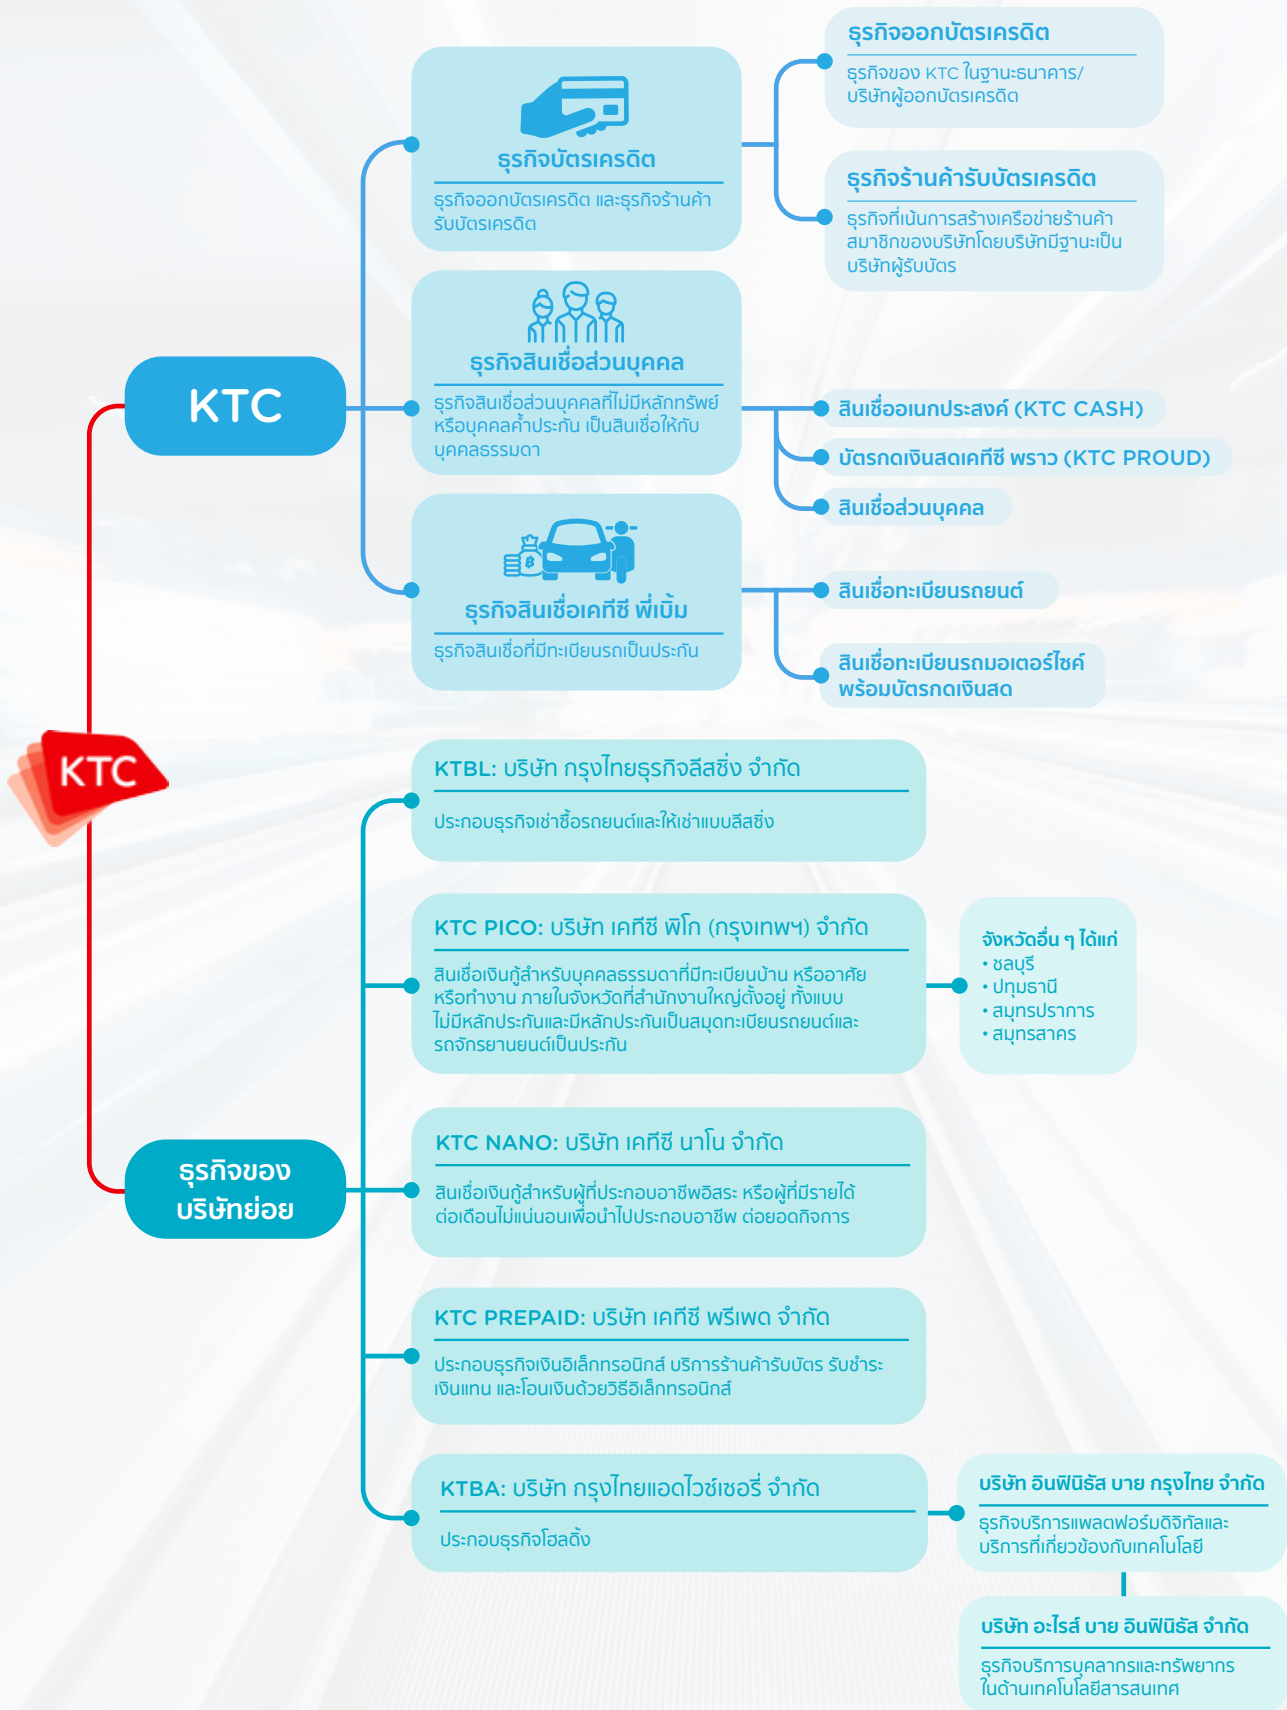 KTC
KTC
ธุรกิจบัตรเครดิต
ธุรกิจออกบัตรเครดิต และธุรกิจร้านค้า
รับบัตรเครดิต
ธุรกิจออกบัตรเครดิต
ธุรกิจของ KTC ในฐานะธนาคาร/
บริษัทผู้ออกบัตรเครดิต
ธุรกิจร้านค้ารับบัตรเครดิต
ธุรกิจที่เน้นการสร้างเครือข่ายร้านค้า
สมาชิกของบริษัทโดยบริษัทมีฐานะเป็น
บริษัทผู้รับบัตร
ธุรกิจสินเชื่อส่วนบุคคล
ธุรกิจสินเชื่อส่วนบุคคลที่ไม่มีหลักทรัพย์
หรือบุคคลค้ำประกัน เป็นสินเชื่อให้กับ
บุคคลธรรมดา
สินเชื่ออเนกประสงค์ (KTC CASH)
บัตรกดเงินสดเคทีซี พราว (KTC PROUD)
สินเชื่อส่วนบุคคล
฿
ธุรกิจสินเชื่อเคทีซี พี่เบิ้ม
ธุรกิจสินเชื่อที่มีทะเบียนรถเป็นประกัน
สินเชื่อทะเบียนรถยนต์
สินเชื่อทะเบียนรถมอเตอร์ไซค์
พร้อมบัตรกดเงินสด
ธุรกิจของ
บริษัทย่อย
KTBL: บริษัท กรุงไทยธุรกิจลีสซิ่ง จำกัด
ประกอบธุรกิจเช่าซื้อรถยนต์และให้เช่าแบบลีสซิ่ง
KTC PICO: บริษัท เคทีซี พิโก (กรุงเทพฯ) จำกัด
สินเชื่อเงินกู้สำหรับบุคคลธรรมดาที่มีทะเบียนบ้าน หรืออาศัย
หรือทำงาน ภายในจังหวัดที่สำนักงานใหญ่ตั้งอยู่ ทั้งแบบ
ไม่มีหลักประกันและมีหลักประกันเป็นสมุดทะเบียนรถยนต์และ
รถจักรยานยนต์เป็นประกัน
จังหวัดอื่น ๆ ได้แก่
• ชลบุรี
• ปทุมธานี
• สมุทรปราการ
• สมุทรสาคร
KTC NANO: บริษัท เคทีซี นาโน จำกัด
สินเชื่อเงินกู้สำหรับผู้ที่ประกอบอาชีพอิสระ หรือผู้ที่มีรายได้
ต่อเดือนไม่แน่นอนเพื่อนำไปประกอบอาชีพ ต่อยอดกิจการ
KTC PREPAID: บริษัท เคทีซี พรีเพด จำกัด
ประกอบธุรกิจเงินอิเล็กทรอนิกส์ บริการร้านค้ารับบัตร รับชำระ
เงินแทน และโอนเงินด้วยวิธีอิเล็กทรอนิกส์
KTBA: บริษัท กรุงไทยแอดไวซ์เซอรี่ จำกัด
ประกอบธุรกิจโฮลดิ้ง
บริษัท อินฟินิธัส บาย กรุงไทย จำกัด
ธุรกิจบริการแพลตฟอร์มดิจิทัลและ
บริการที่เกี่ยวข้องกับเทคโนโลยี
บริษัท อะไรส์ บาย อินฟินิธัส จำกัด
ธุรกิจบริการบุคลากรและทรัพยากร
ในด้านเทคโนโลยีสารสนเทศ